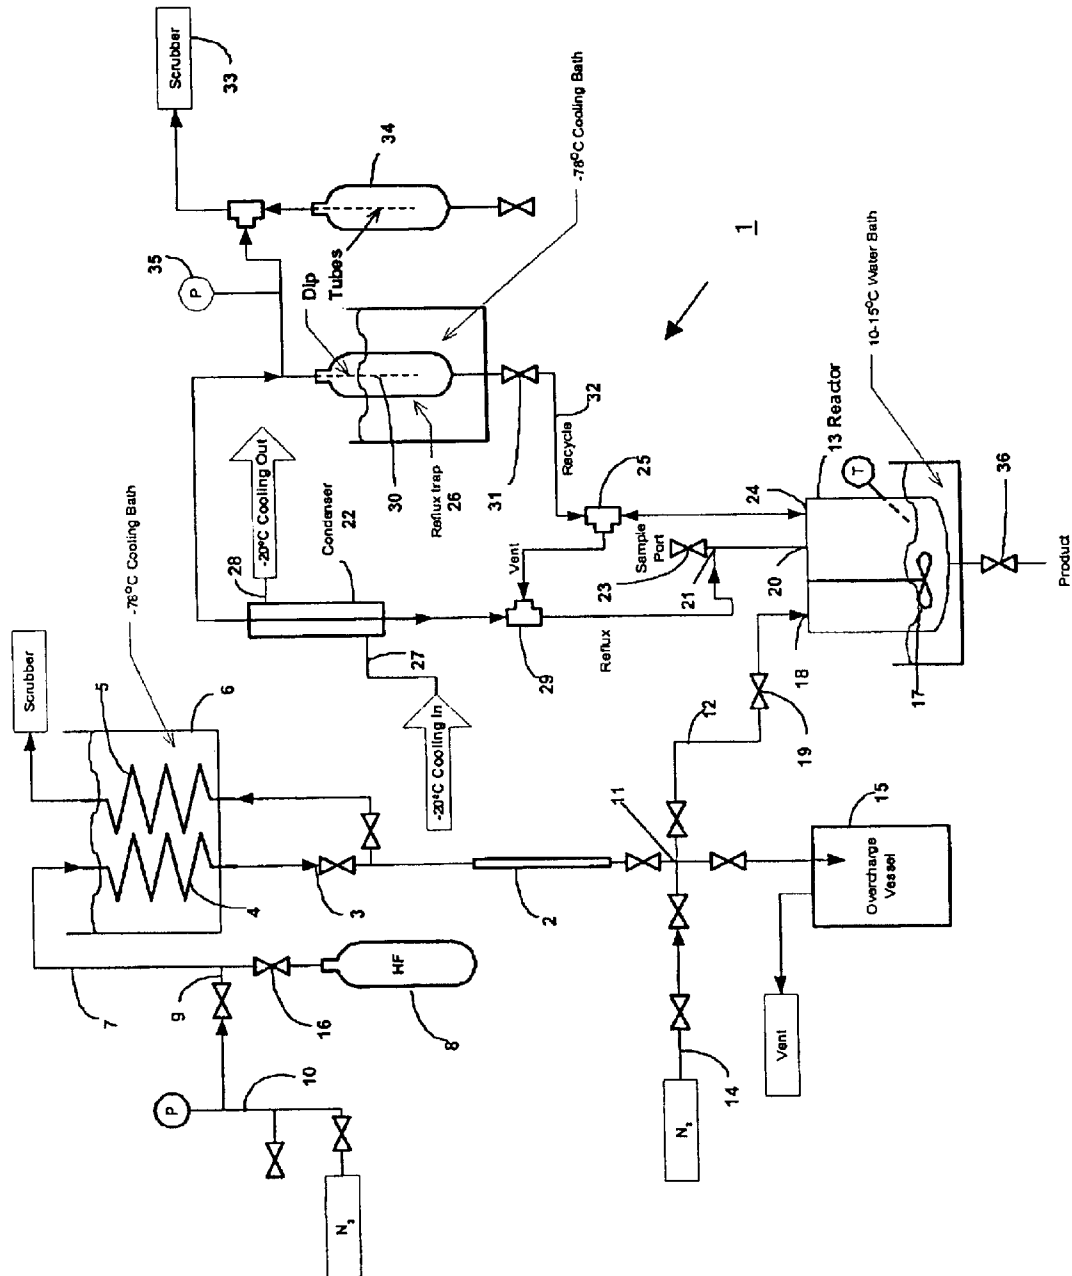 Scrubber
33
Scrubber
-78°C Cooling Bath
5
6
4
3
7
9
16
HF
8
P
10
N₂
-20°C Cooling Out
28
Condenser
22
27
-20°C Cooling In
35
P
34
Dip
Tubes
-78°C Cooling Bath
30
Reflux trap
26
31
32
Recycle
25
Vent
29
Reflux
Sample
Port
23
21
1
13 Reactor
10-15°C Water Bath
T
24
20
18
17
36
Product
19
12
11
2
15
Overcharge
Vessel
Vent
14
N₂